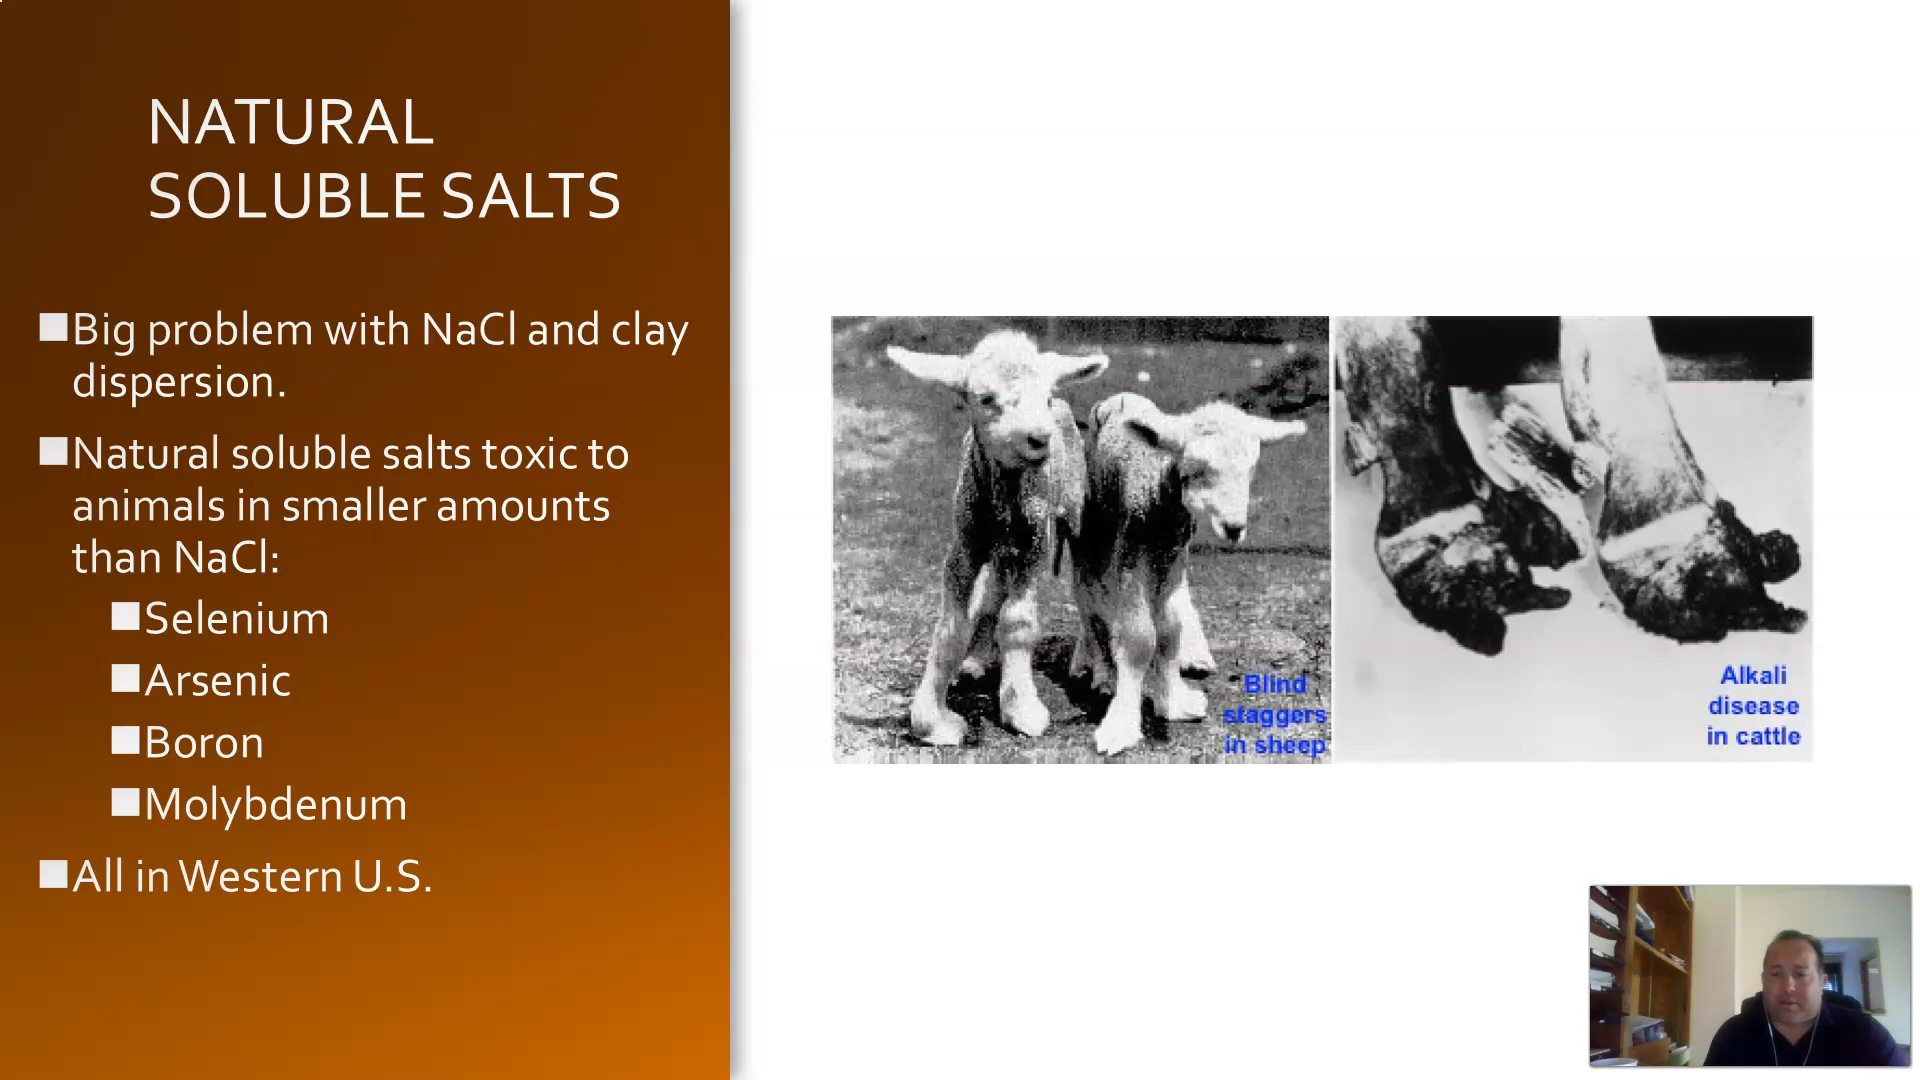 NATURAL
SOLUBLE SALTS
Big problem with NaCl and clay
dispersion.
Natural soluble salts toxic to
animals in smaller amounts
than NaCl:
Selenium
Arsenic
Boron
Molybdenum
All in Western U.S.
Blind
staggers
in sheep
Alkali
disease
in cattle